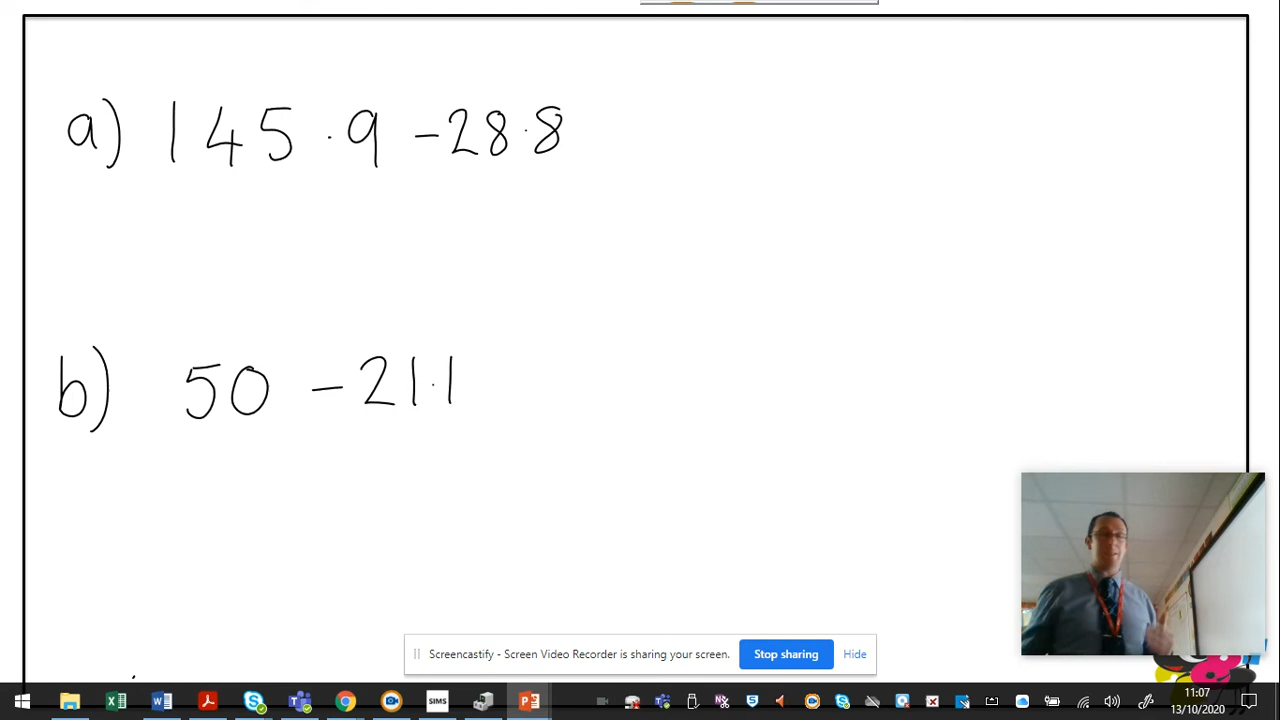 a) 145.9 -28.8
b) 50 -21.1
Screencastify - Screen Video Recorder is sharing your screen. Stop sharing Hide
SIMS
11:07
13/10/2020